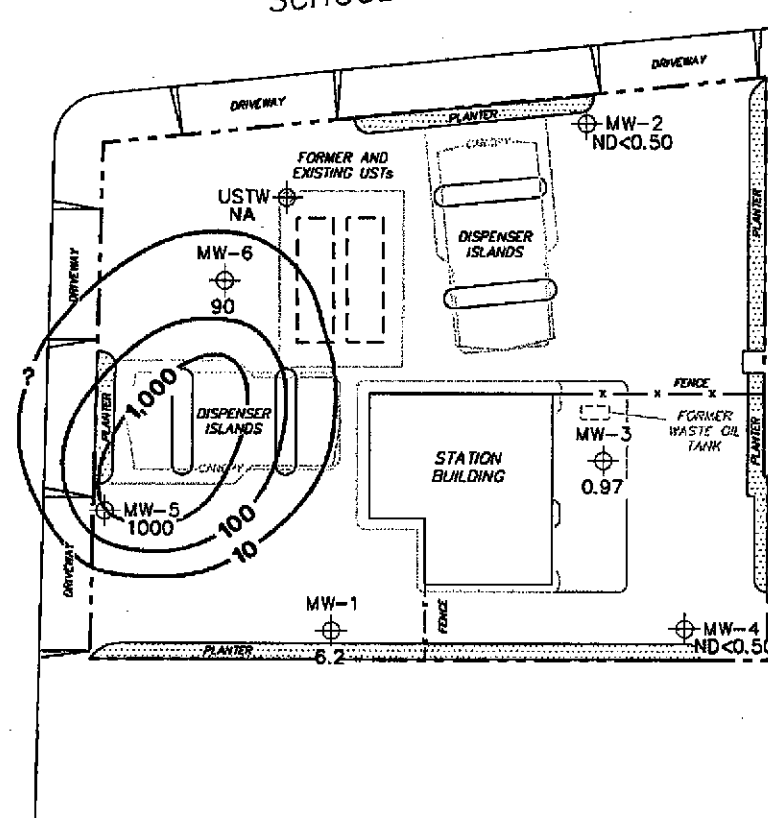 DRIVEWAY
DRIVEWAY
PLANTER
MW-2
ND<0.50
CANOPY
FORMER AND
EXISTING USTs
USTW
NA
PLANTER
DISPENSER
ISLANDS
MW-6
90
DRIVEWAY
?
1,000
PLANTER
DISPENSER
ISLANDS
CANOPY
FENCE
FORMER
WASTE OIL
TANK
MW-3
0.97
STATION
BUILDING
PLANTER
MW-5
1000
100
10
DRIVEWAY
MW-1
6.2
FENCE
PLANTER
MW-4
ND<0.50